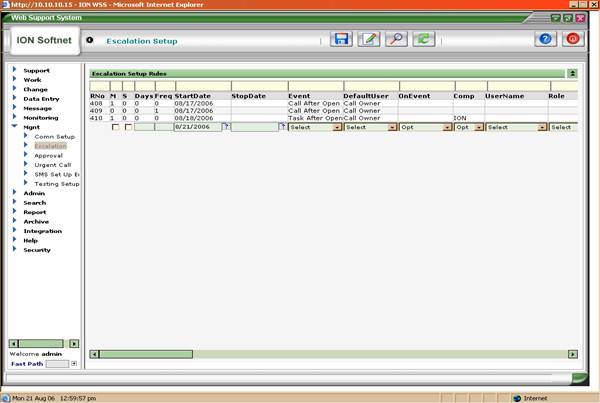 http://10.10.10.15 - ION WSS - Microsoft Internet Explorer
Web Support System
ION Softnet
Escalation Setup
Support
Work
Change
Data Entry
Message
Monitoring
Mgnt
Comn Setup
Escalation
Approval
Urgent Call
SMS Set Up
Testing Setup
Admin
Search
Report
Archive
Integration
Help
Security
Welcome admin
Fast Path
Escalation Setup Rules
RNo M S Days Freq StartDate StopDate Event DefaultUser OnEvent Comp UserName Role
408 1 0 0 0 08/17/2006 Call After Open Call Owner
409 0 0 0 1 08/17/2006 Call After Open Call Owner
410 1 0 0 0 08/18/2006 Task After Open Call Owner ION
8/21/2006 Select Select Opt Opt Select Select
Mon 21 Aug 06 12:59:57 pm
Internet